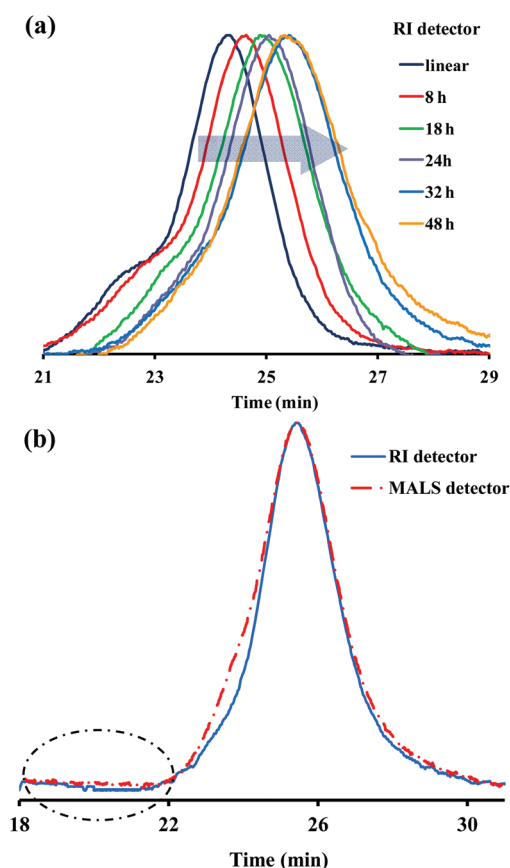 (a)
RI detector
linear
8 h
18 h
24h
32 h
48 h
21 23 25 27 29
Time (min)
(b)
RI detector
MALS detector
18 22 26 30
Time (min)